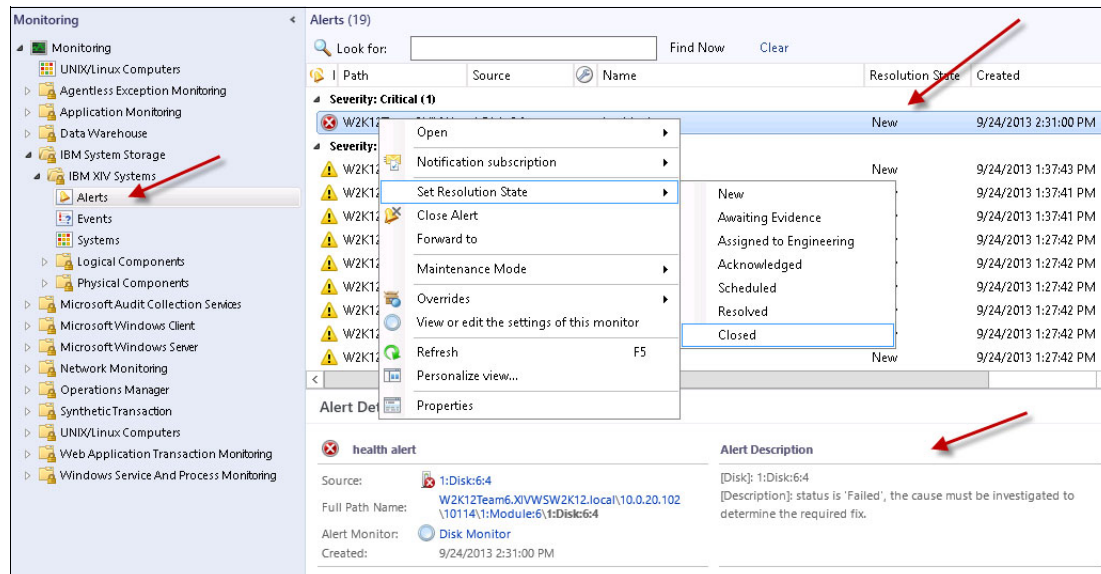 Monitoring
Monitoring
UNIX/Linux Computers
Agentless Exception Monitoring
Application Monitoring
Data Warehouse
IBM System Storage
IBM XIV Systems
Alerts
Events
Systems
Logical Components
Physical Components
Microsoft Audit Collection Services
Microsoft Windows Client
Microsoft Windows Server
Network Monitoring
Operations Manager
Synthetic Transaction
UNIX/Linux Computers
Web Application Transaction Monitoring
Windows Service And Process Monitoring
Alerts (19)
Look for: Find Now Clear
I Path Source Name Resolution State Created
Severity: Critical (1)
New 9/24/2013 2:31:00 PM
Severity:
W2K12 New 9/24/2013 1:37:43 PM
W2K12 9/24/2013 1:37:41 PM
W2K12 9/24/2013 1:37:41 PM
W2K12 9/24/2013 1:27:42 PM
W2K12 9/24/2013 1:27:42 PM
W2K12 9/24/2013 1:27:42 PM
W2K12 9/24/2013 1:27:42 PM
W2K12 9/24/2013 1:27:42 PM
W2K12 New 9/24/2013 1:27:42 PM
Open
Notification subscription
Set Resolution State
Close Alert
Forward to
Maintenance Mode
Overrides
View or edit the settings of this monitor
Refresh F5
Personalize view...
Properties
New
Awaiting Evidence
Assigned to Engineering
Acknowledged
Scheduled
Resolved
Closed
Alert
health alert
Source: 1:Disk:6:4
Full Path Name: W2K12Team6.XIVWSW2K12.local\10.0.20.102
\10114\1:Module:6\1:Disk:6:4
Alert Monitor: Disk Monitor
Created: 9/24/2013 2:31:00 PM
Alert Description
[Disk]: 1:Disk:6:4
[Description]: status is 'Failed', the cause must be investigated to
determine the required fix.